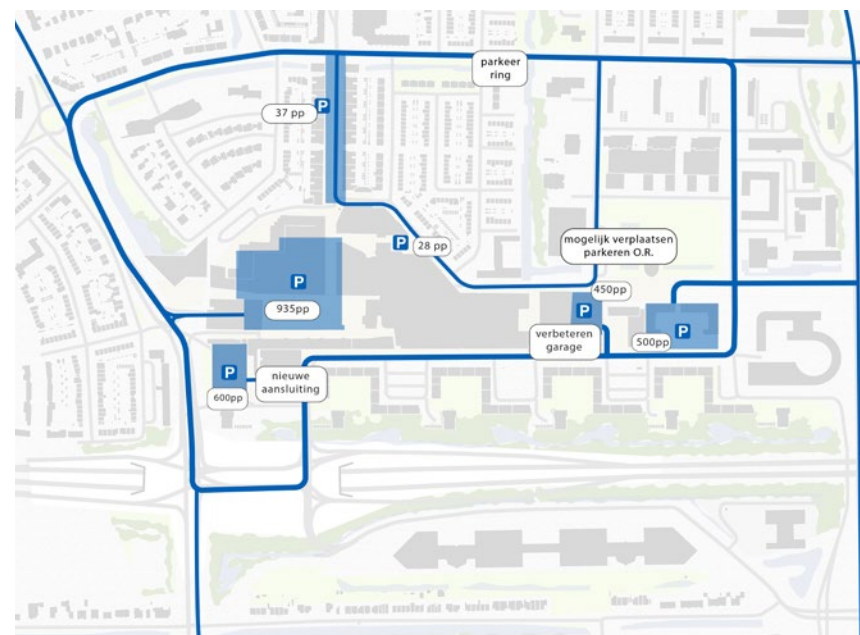 parkeer
ring
P
37 pp
P
28 pp
mogelijk verplaatsen
parkeren O.R.
P
935pp
450pp
P
verbeteren
garage
P
500pp
P
600pp
nieuwe
aansluiting